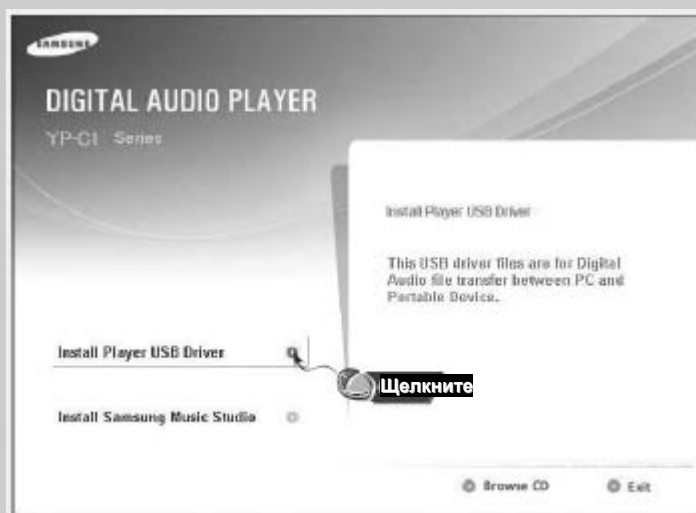 SAMSUNG
DIGITAL AUDIO PLAYER
YP-C1 Series
Install Player USB Driver
This USB driver files are for Digital
Audio file transfer between PC and
Portable Device.
Install Player USB Driver
Щелкните
Install Samsung Music Studio
Browse CD
Exit